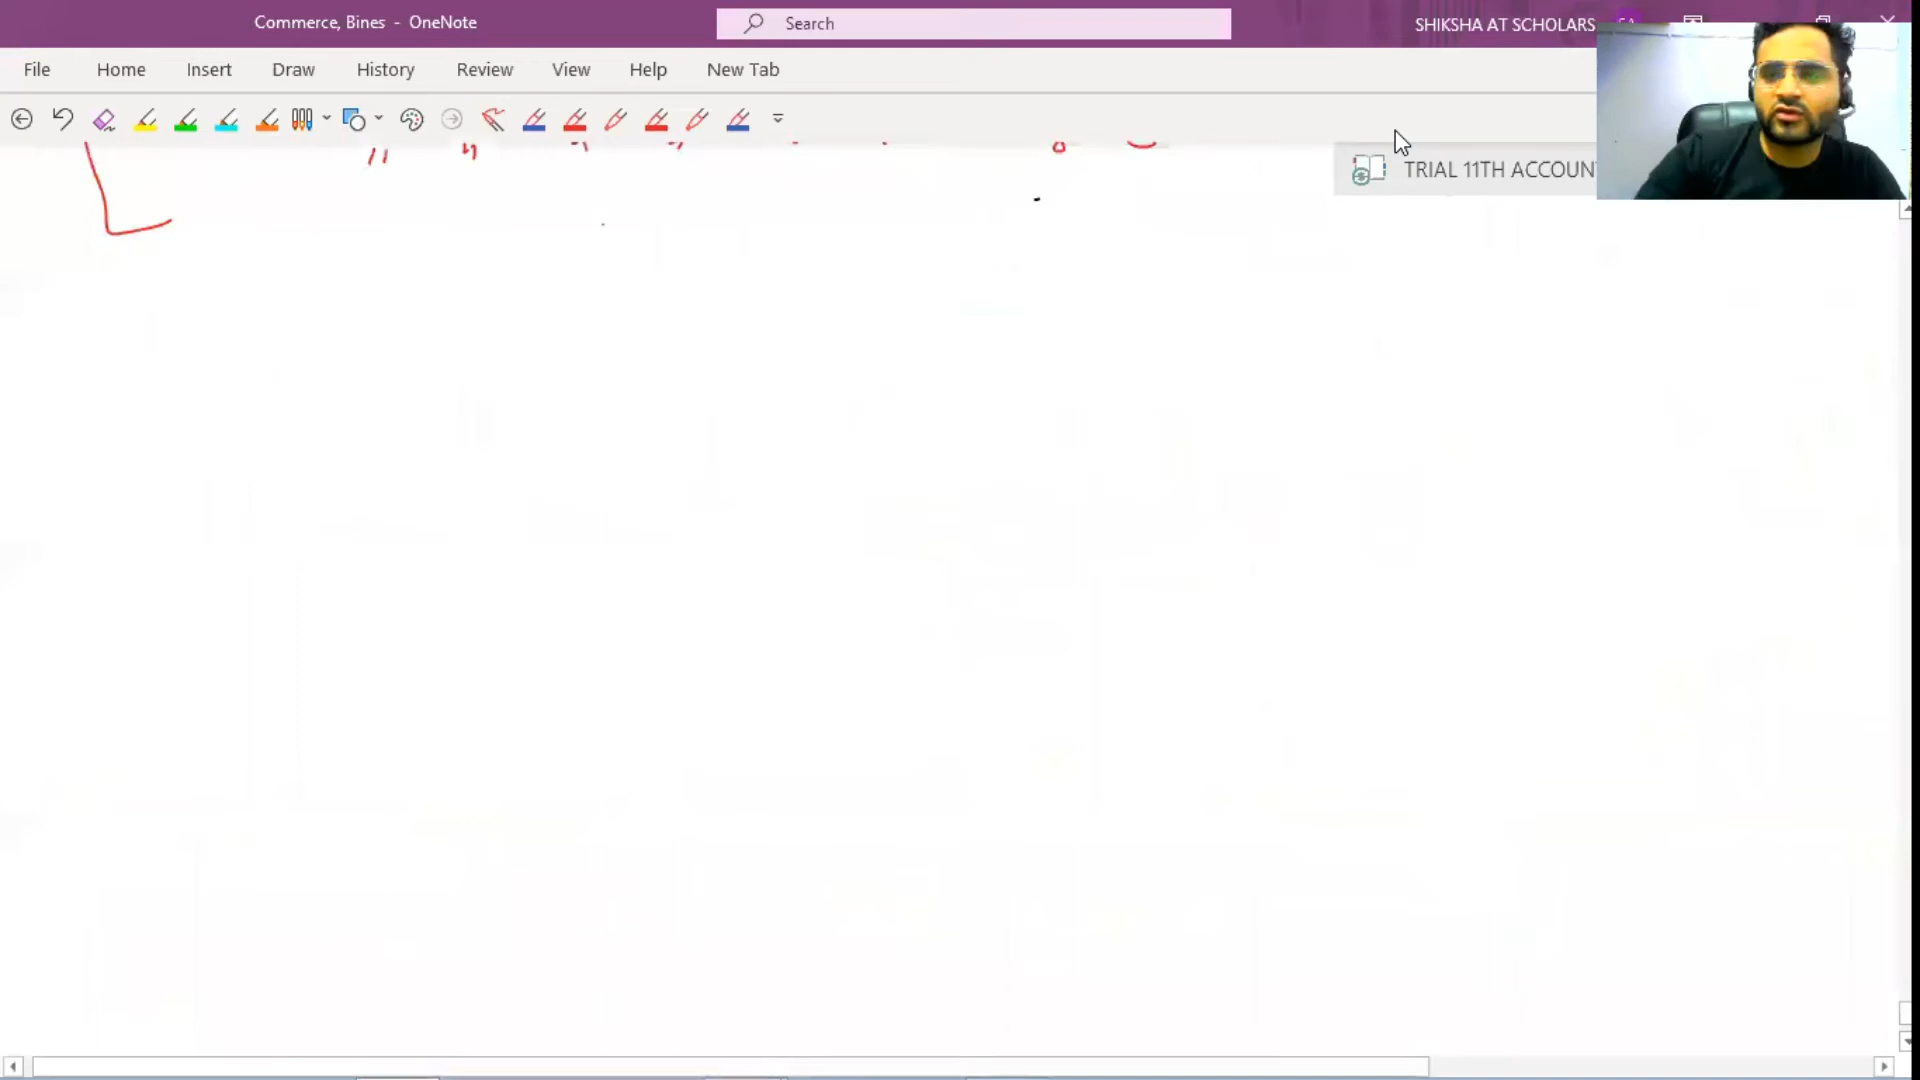 Commerce, Bines - OneNote
Search
SHIKSHA AT SCHOLARS
File Home Insert Draw History Review View Help New Tab
TRIAL 11TH ACCOUN